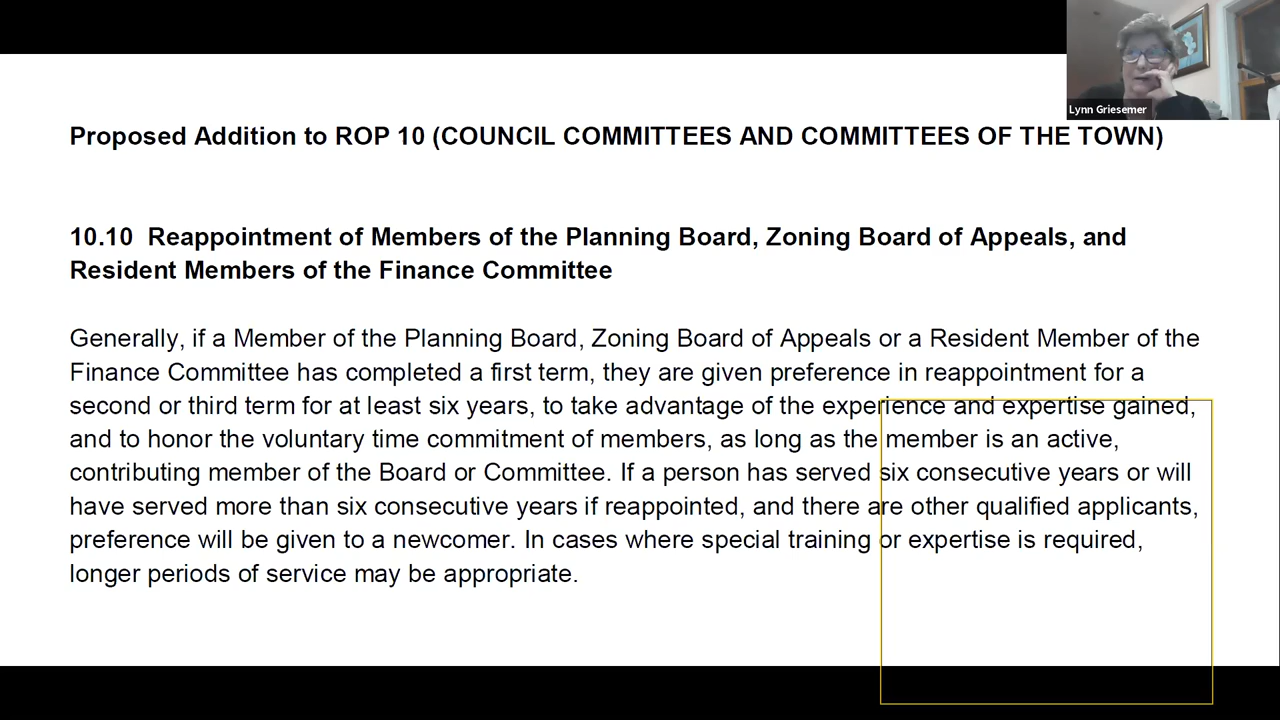 Lynn Griesemer
Proposed Addition to ROP 10 (COUNCIL COMMITTEES AND COMMITTEES OF THE TOWN)
10.10  Reappointment of Members of the Planning Board, Zoning Board of Appeals, and
Resident Members of the Finance Committee
Generally, if a Member of the Planning Board, Zoning Board of Appeals or a Resident Member of the
Finance Committee has completed a first term, they are given preference in reappointment for a
second or third term for at least six years, to take advantage of the experience and expertise gained,
and to honor the voluntary time commitment of members, as long as the member is an active,
contributing member of the Board or Committee. If a person has served six consecutive years or will
have served more than six consecutive years if reappointed, and there are other qualified applicants,
preference will be given to a newcomer. In cases where special training or expertise is required,
longer periods of service may be appropriate.